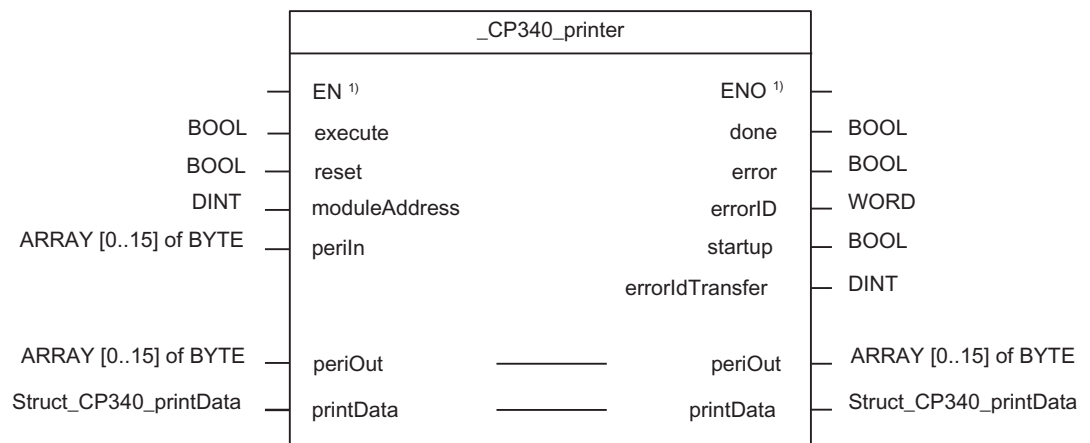 _CP340_printer
EN 1) ENO 1)
BOOL execute done BOOL
BOOL reset error BOOL
DINT moduleAddress errorID WORD
ARRAY [0..15] of BYTE periIn startup BOOL
errorIdTransfer DINT
ARRAY [0..15] of BYTE periOut periOut ARRAY [0..15] of BYTE
Struct_CP340_printData printData printData Struct_CP340_printData